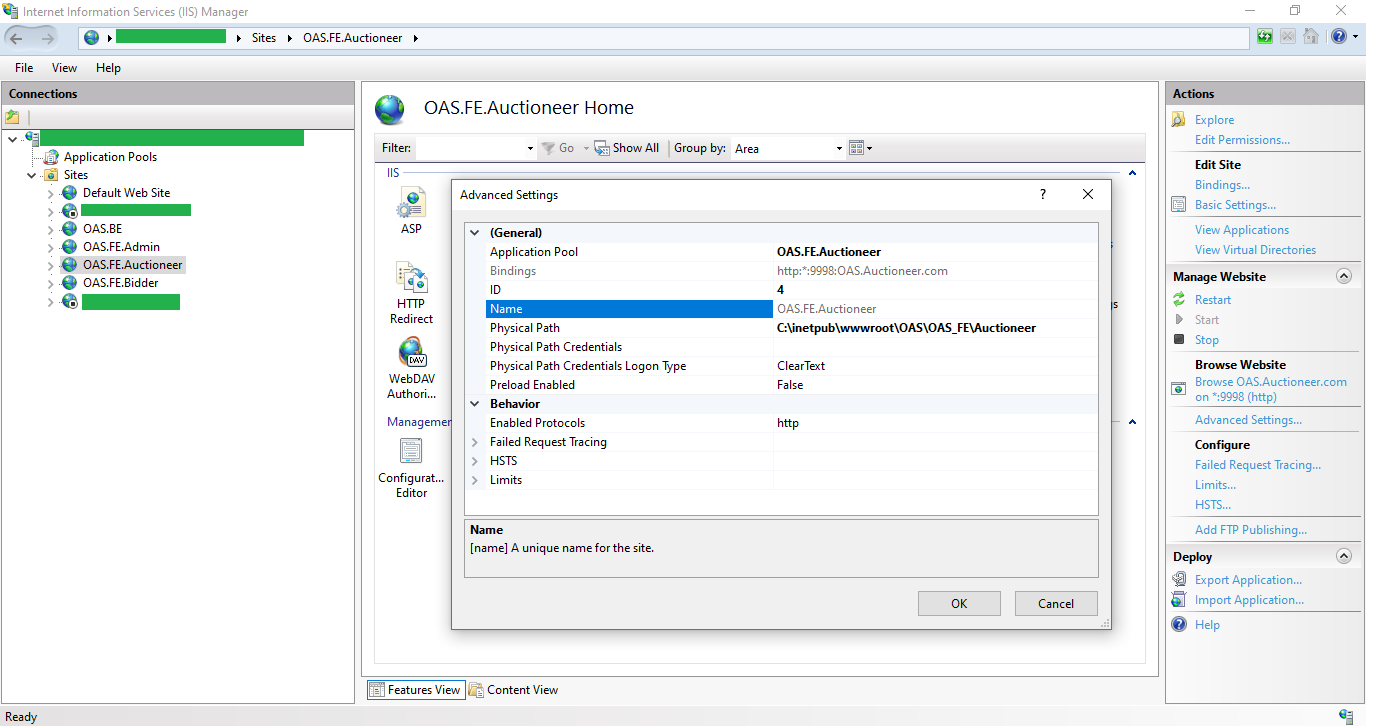 Internet Information Services (IIS) Manager
Sites
OAS.FE.Auctioneer
File View Help
Connections
Application Pools
Sites
Default Web Site
OAS.BE
OAS.FE.Admin
OAS.FE.Auctioneer
OAS.FE.Bidder
OAS.FE.Auctioneer Home
Filter: Go Show All Group by: Area
IIS
ASP
HTTP
Redirect
WebDAV
Authori...
Managemer
Configurat...
Editor
Advanced Settings ?
(General)
Application Pool OAS.FE.Auctioneer
Bindings http:*:9998:OAS.Auctioneer.com
ID 4
Name OAS.FE.Auctioneer
Physical Path C:\inetpub\wwwroot\OAS\OAS_FE\Auctioneer
Physical Path Credentials
Physical Path Credentials Logon Type ClearText
Preload Enabled False
Behavior
Enabled Protocols http
Failed Request Tracing
HSTS
Limits
Name
[name] A unique name for the site.
OK Cancel
Features View Content View
Actions
Explore
Edit Permissions...
Edit Site
Bindings...
Basic Settings...
View Applications
View Virtual Directories
Manage Website
Restart
Start
Stop
Browse Website
Browse OAS.Auctioneer.com
on *:9998 (http)
Advanced Settings...
Configure
Failed Request Tracing...
Limits...
HSTS...
Add FTP Publishing...
Deploy
Export Application...
Import Application...
Help
Ready